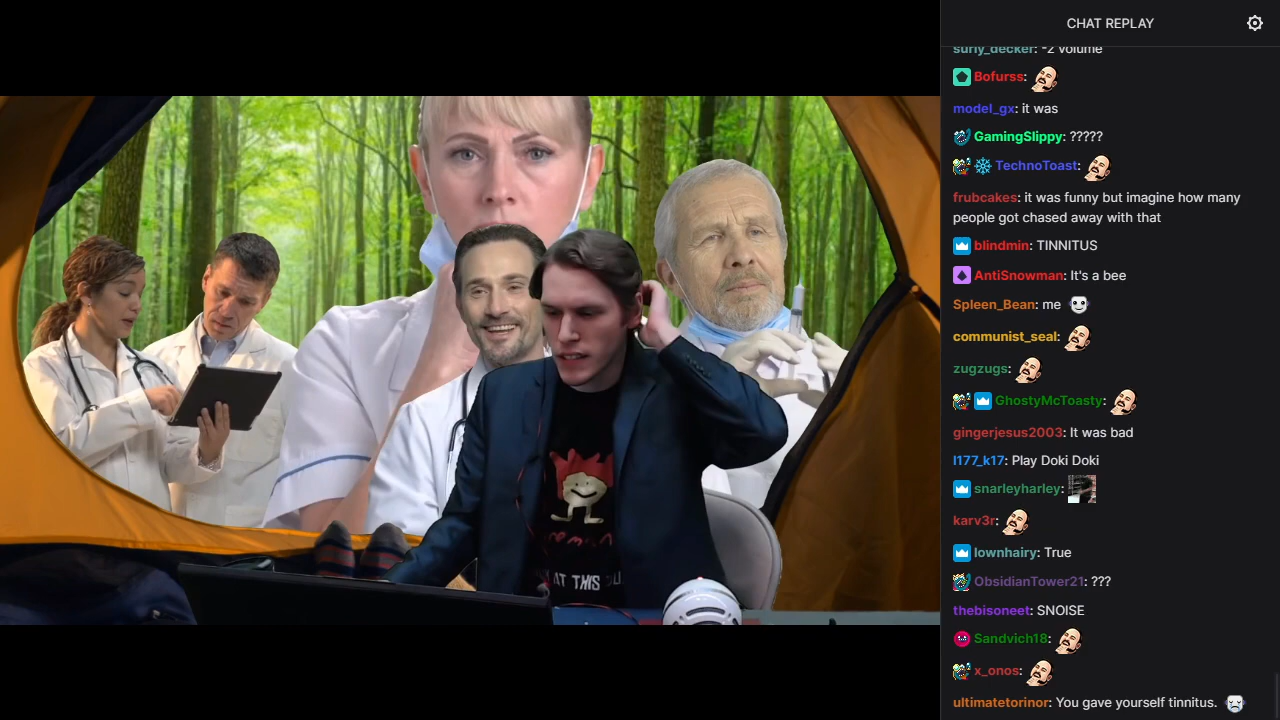 CHAT REPLAY
surly_decker: -2 volume
Bofurss:
model_gx: it was
GamingSlippy: ?????
TechnoToast:
frubcakes: it was funny but imagine how many
people got chased away with that
blindmin: TINNITUS
AntiSnowman: It's a bee
Spleen_Bean: me
communist_seal:
zugzugs:
GhostyMcToasty:
gingerjesus2003: It was bad
l177_k17: Play Doki Doki
snarleyharley:
karv3r:
lownhairy: True
ObsidianTower21: ???
thebisoneet: SNOISE
Sandvich18:
x_onos:
ultimatetorinor: You gave yourself tinnitus.
AT THIS